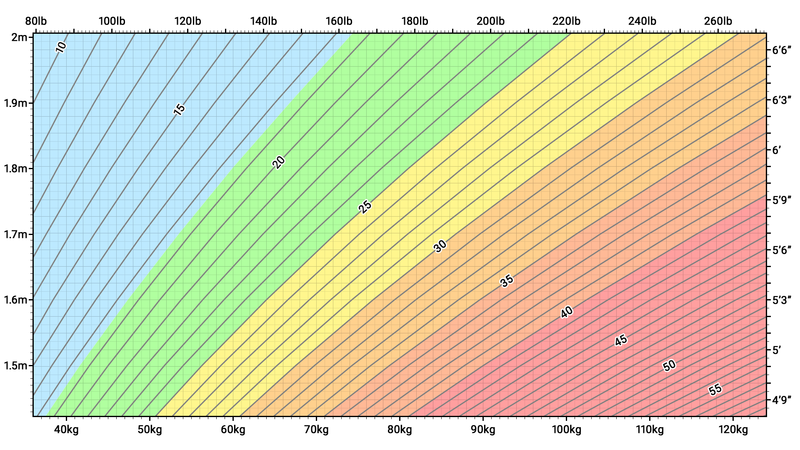 80lb 100lb 120lb 140lb 160lb 180lb 200lb 220lb 240lb 260lb
2m 10 6'6"
1.9m 15 6'3"
1.8m 20 6'
1.7m 25 5'9"
30 5'6"
1.6m 35 5'3"
40
1.5m 45 5'
50
55 4'9"
40kg 50kg 60kg 70kg 80kg 90kg 100kg 110kg 120kg